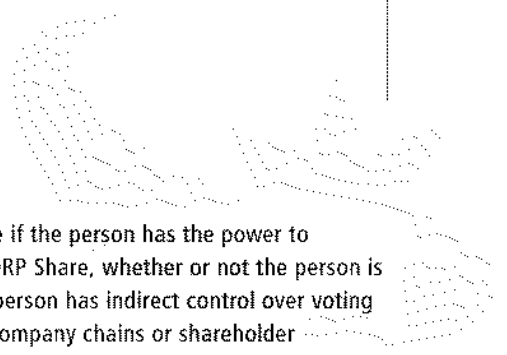 if the person has the power to
RP Share, whether or not the person is
person has indirect control over voting
ompany chains or shareholder